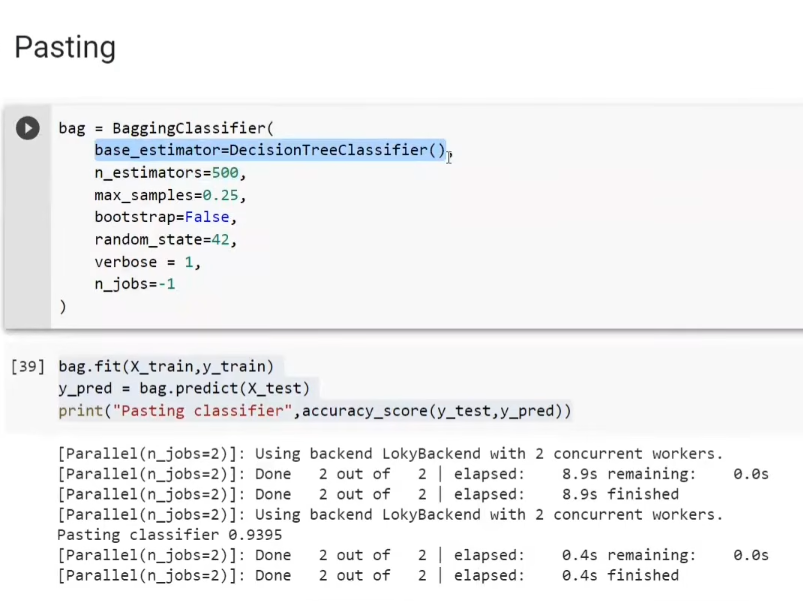 Pasting
bag = BaggingClassifier(
base_estimator=DecisionTreeClassifier(),
n_estimators=500,
max_samples=0.25,
bootstrap=False,
random_state=42,
verbose = 1,
n_jobs=-1
)
[39] bag.fit(X_train,y_train)
y_pred = bag.predict(X_test)
print("Pasting classifier",accuracy_score(y_test,y_pred))
[Parallel(n_jobs=2)]: Using backend LokyBackend with 2 concurrent workers.
[Parallel(n_jobs=2)]: Done   2 out of   2 | elapsed:    8.9s remaining:    0.0s
[Parallel(n_jobs=2)]: Done   2 out of   2 | elapsed:    8.9s finished
[Parallel(n_jobs=2)]: Using backend LokyBackend with 2 concurrent workers.
Pasting classifier 0.9395
[Parallel(n_jobs=2)]: Done   2 out of   2 | elapsed:    0.4s remaining:    0.0s
[Parallel(n_jobs=2)]: Done   2 out of   2 | elapsed:    0.4s finished